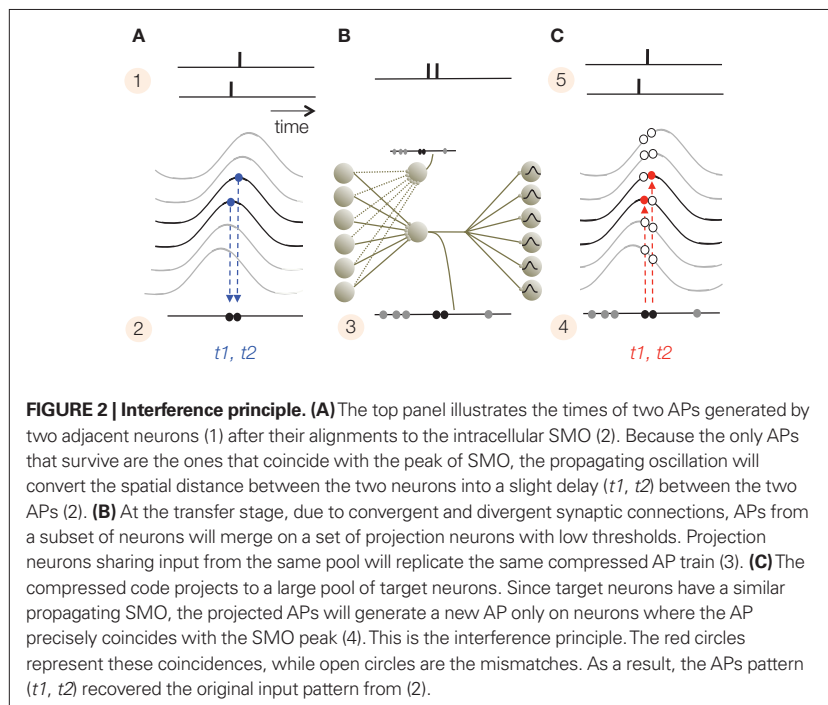 A B C
1 5
time
2 3 4
t1, t2 t1, t2
FIGURE 2 | Interference principle. (A) The top panel illustrates the times of two APs generated by
two adjacent neurons (1) after their alignments to the intracellular SMO (2). Because the only APs
that survive are the ones that coincide with the peak of SMO, the propagating oscillation will
convert the spatial distance between the two neurons into a slight delay (t1, t2) between the two
APs (2). (B) At the transfer stage, due to convergent and divergent synaptic connections, APs from
a subset of neurons will merge on a set of projection neurons with low thresholds. Projection
neurons sharing input from the same pool will replicate the same compressed AP train (3). (C) The
compressed code projects to a large pool of target neurons. Since target neurons have a similar
propagating SMO, the projected APs will generate a new AP only on neurons where the AP
precisely coincides with the SMO peak (4). This is the interference principle. The red circles
represent these coincidences, while open circles are the mismatches. As a result, the APs pattern
(t1, t2) recovered the original input pattern from (2).